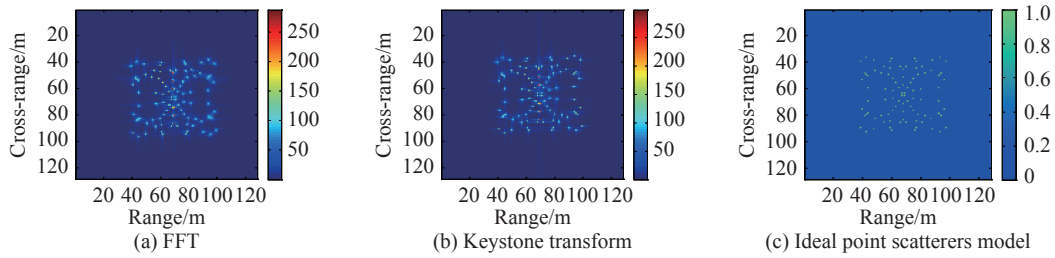 20
40
60
80
100
120
Cross-range/m
20 40 60 80 100 120
Range/m
250
200
150
100
50
(a) FFT
20
40
60
80
100
120
Cross-range/m
20 40 60 80 100 120
Range/m
250
200
150
100
50
(b) Keystone transform
20
40
60
80
100
120
Cross-range/m
20 40 60 80 100 120
Range/m
1.0
0.8
0.6
0.4
0.2
0
(c) Ideal point scatterers model